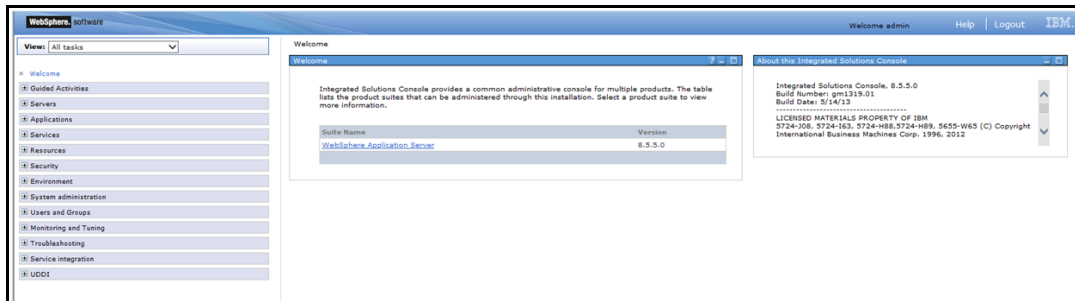 WebSphere. software
Welcome admin Help Logout IBM.
View: All tasks
Welcome
Guided Activities
Servers
Applications
Services
Resources
Security
Environment
System administration
Users and Groups
Monitoring and Tuning
Troubleshooting
Service integration
UDDI
Welcome
Welcome
Integrated Solutions Console provides a common administrative console for multiple products. The table
lists the product suites that can be administered through this installation. Select a product suite to view
more information.
Suite Name Version
WebSphere Application Server 8.5.5.0
About this Integrated Solutions Console
Integrated Solutions Console, 8.5.5.0
Build Number: gm1319.01
Build Date: 5/14/13
----------------------------------------
LICENSED MATERIALS PROPERTY OF IBM
5724-J08, 5724-I63, 5724-H88,5724-H89, 5655-W65 (C) Copyright
International Business Machines Corp. 1996, 2012